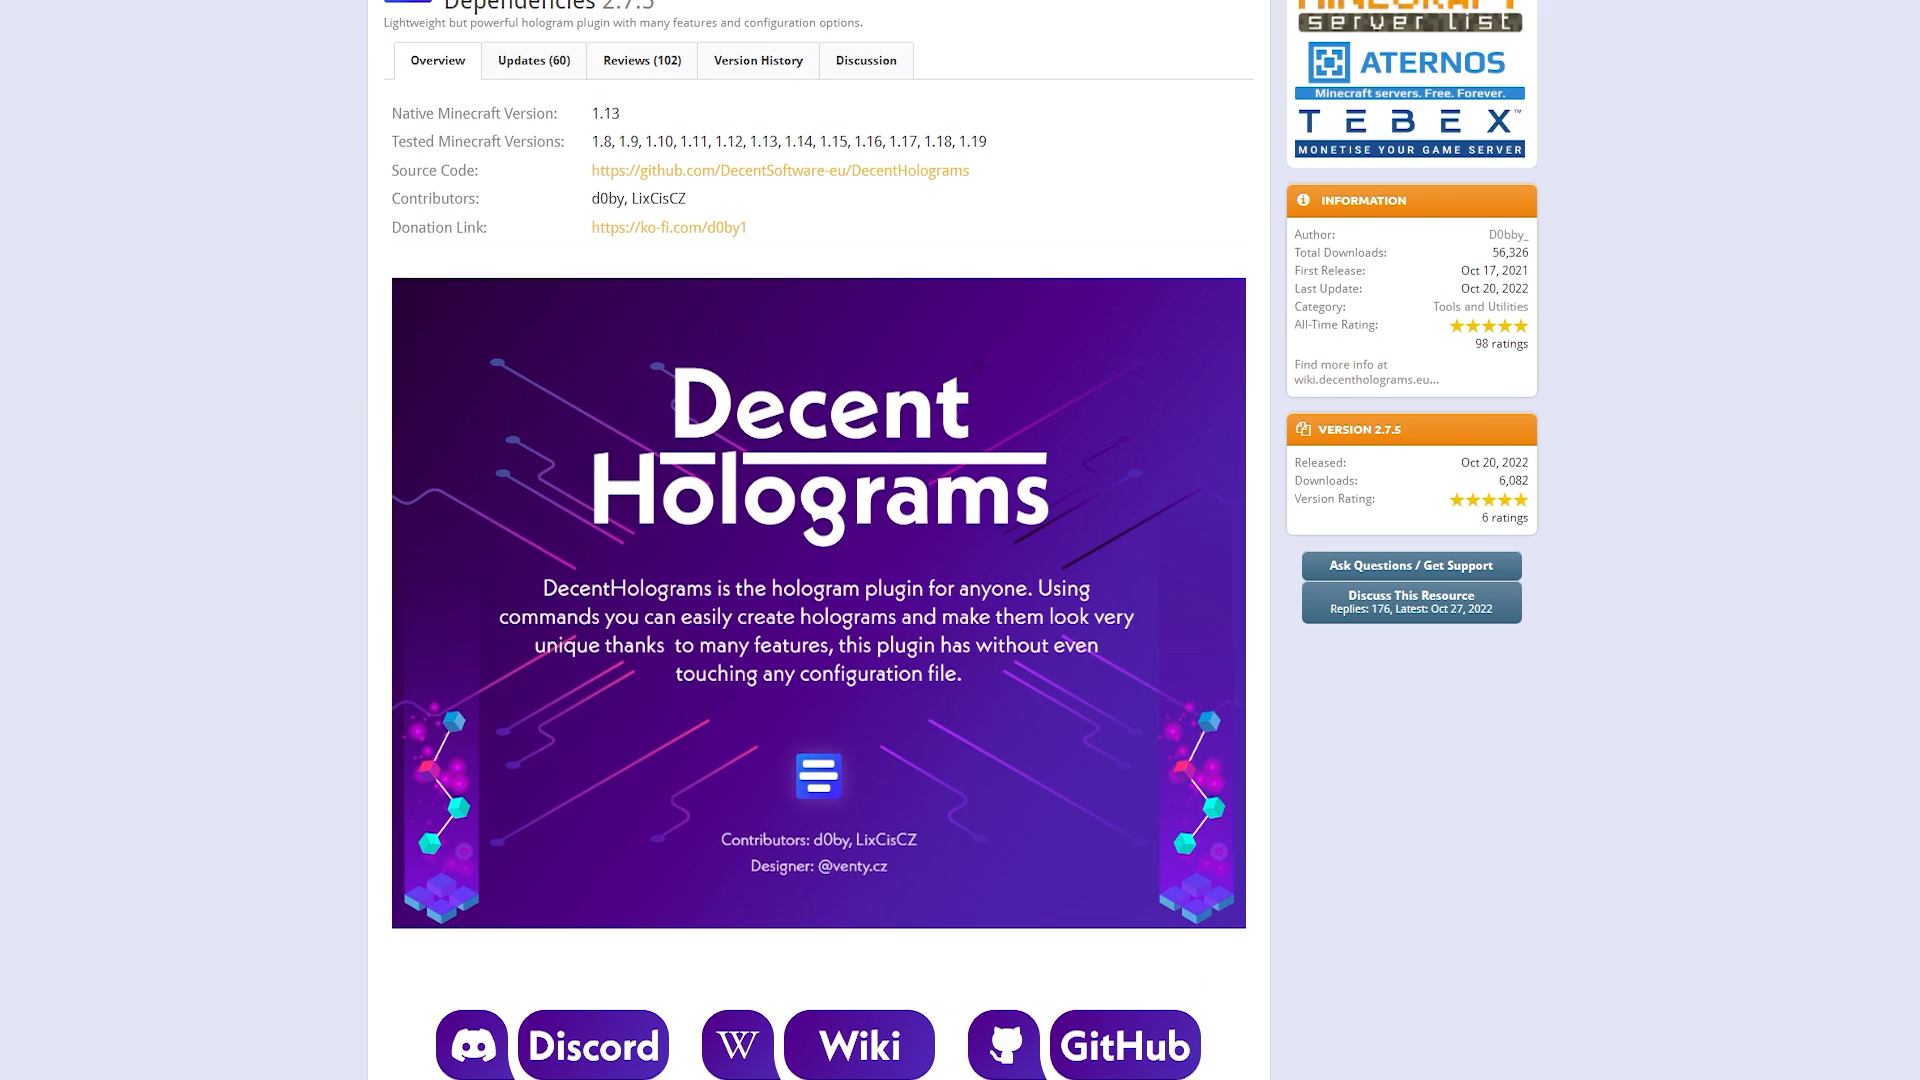 Dependencies 2.7.5
Lightweight but powerful hologram plugin with many features and configuration options.
Overview
Updates (60)
Reviews (102)
Version History
Discussion
Native Minecraft Version: 1.13
Tested Minecraft Versions: 1.8, 1.9, 1.10, 1.11, 1.12, 1.13, 1.14, 1.15, 1.16, 1.17, 1.18, 1.19
Source Code: https://github.com/DecentSoftware-eu/DecentHolograms
Contributors: d0by, LixCisCZ
Donation Link: https://ko-fi.com/d0by1
Decent
Holograms
DecentHolograms is the hologram plugin for anyone. Using
commands you can easily create holograms and make them look very
unique thanks to many features, this plugin has without even
touching any configuration file.
Contributors: d0by, LixCisCZ
Designer: @venty.cz
Discord
W Wiki
GitHub
MINECRAFT
server list
ATERNOS
Minecraft servers. Free. Forever.
TEBEX™
MONETISE YOUR GAME SERVER
INFORMATION
Author: D0bby_
Total Downloads: 56,326
First Release: Oct 17, 2021
Last Update: Oct 20, 2022
Category: Tools and Utilities
All-Time Rating:
98 ratings
Find more info at
wiki.decentholograms.eu...
VERSION 2.7.5
Released: Oct 20, 2022
Downloads: 6,082
Version Rating:
6 ratings
Ask Questions / Get Support
Discuss This Resource
Replies: 176, Latest: Oct 27, 2022